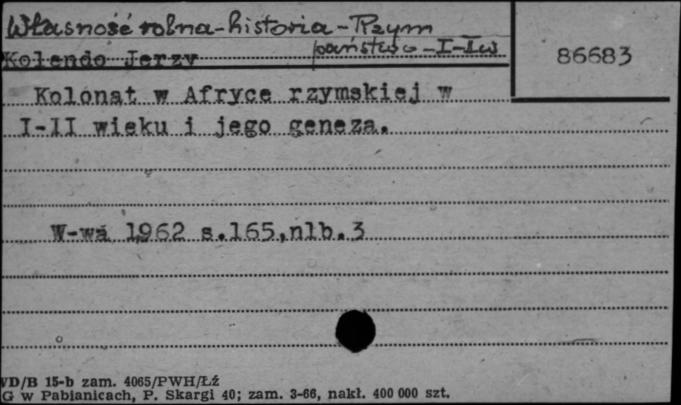 Własność rolna - historia - Rzym
państwo - I-IIw
Kolendo Jerzy
86683
Kolonat w Afryce rzymskiej w
I-II wieku i jego geneza.
W-wa 1962 s.165,nlb.3
VD/B 15-b zam. 4065/PWH/Łź
G w Pabianicach, P. Skargi 40; zam. 3-66, nakł. 400 000 szt.